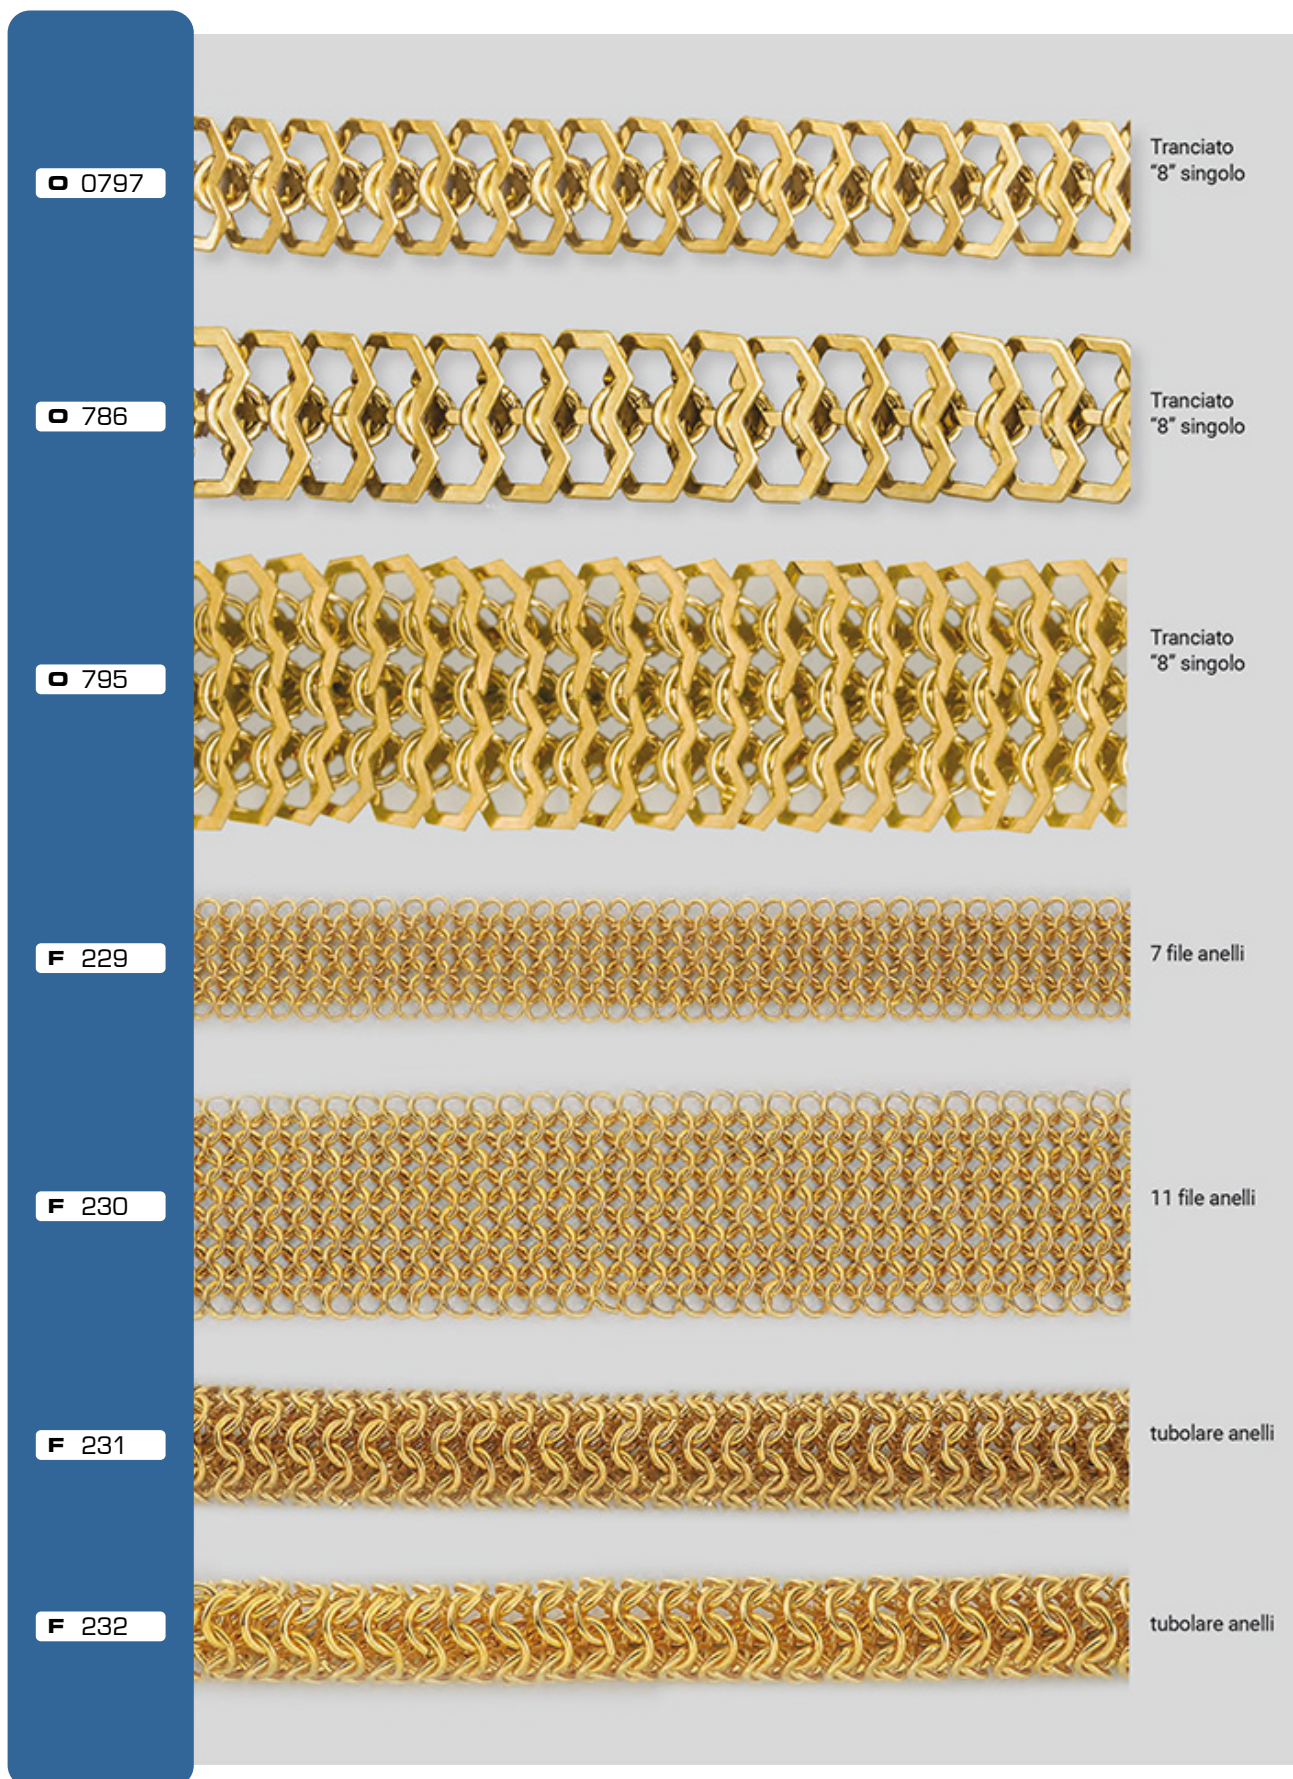 O 0797
Tranciato
"8" singolo
O 786
Tranciato
"8" singolo
O 795
Tranciato
"8" singolo
F 229
7 file anelli
F 230
11 file anelli
F 231
tubolare anelli
F 232
tubolare anelli